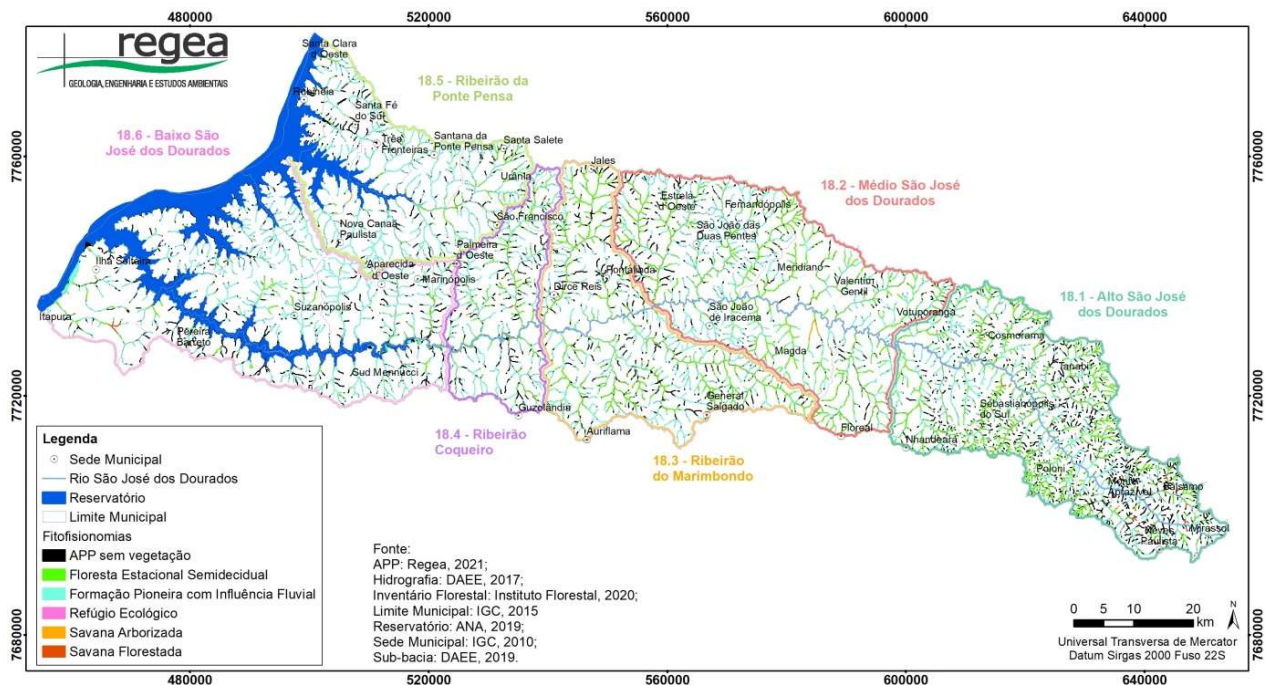 480000 520000 560000 600000 640000
regea
GEOLOGIA, ENGENHARIA E ESTUDOS AMBIENTAIS
Santa Clara
d'Oeste
Rubinéia
18.5 - Ribeirão da
Ponte Pensa
Santa Fé
do Sul
18.6 - Baixo São
José dos Dourados
Três
Fronteiras
Santana da
Ponte Pensa
Santa Salete
7760000
7760000
Jales
Urânia
18.2 - Médio São José
dos Dourados
Estrela
d'Oeste
Fernandópolis
São Francisco
Nova Canaã
Paulista
São João das
Duas Pontes
Palmeira
d'Oeste
Ilha Solteira
Aparecida
d'Oeste
Marinópolis
Pontalinda
Meridiano
Dirce Reis
Valentim
Gentil
18.1 - Alto São José
dos Dourados
Suzanópolis
São João
de Iracema
Itapura
Votuporanga
Pereira
Barreto
Cosmorama
Magda
Tanabi
Sud Mennucci
7720000
7720000
General
Salgado
Sebastianópolis
do Sul
Guzolândia
Auriflama
Floreal
Nhandeara
18.4 - Ribeirão
Coqueiro
18.3 - Ribeirão
do Marimbondo
Poloni
Monte
Aprazível
Bálsamo
Neves
Paulista
Mirassol
Legenda
Sede Municipal
Rio São José dos Dourados
Reservatório
Limite Municipal
Fitofisionomias
APP sem vegetação
Floresta Estacional Semidecidual
Formação Pioneira com Influência Fluvial
Refúgio Ecológico
Savana Arborizada
Savana Florestada
Fonte:
APP: Regea, 2021;
Hidrografia: DAEE, 2017;
Inventário Florestal: Instituto Florestal, 2020;
Limite Municipal: IGC, 2015
Reservatório: ANA, 2019;
Sede Municipal: IGC, 2010;
Sub-bacia: DAEE, 2019.
0 5 10 20
km
N
Universal Transversa de Mercator
Datum Sirgas 2000 Fuso 22S
7680000
7680000
480000 520000 560000 600000 640000